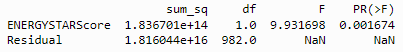 sum_sq df F PR(>F)
ENERGYSTARScore 1.836701e+14 1.0 9.931698 0.001674
Residual 1.816044e+16 982.0 NaN NaN